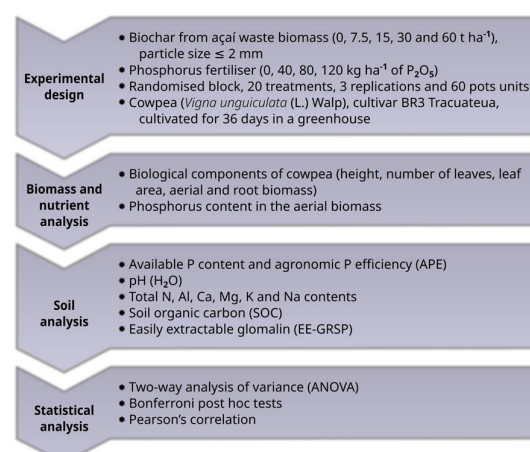 Experimental
design
• Biochar from açaí waste biomass (0, 7.5, 15, 30 and 60 t ha⁻¹),
particle size ≤ 2 mm
• Phosphorus fertiliser (0, 40, 80, 120 kg ha⁻¹ of P₂O₅)
• Randomised block, 20 treatments, 3 replications and 60 pots units
• Cowpea (Vigna unguiculata (L.) Walp), cultivar BR3 Tracuateua,
cultivated for 36 days in a greenhouse
Biomass and
nutrient
analysis
• Biological components of cowpea (height, number of leaves, leaf
area, aerial and root biomass)
• Phosphorus content in the aerial biomass
Soil
analysis
• Available P content and agronomic P efficiency (APE)
• pH (H₂O)
• Total N, Al, Ca, Mg, K and Na contents
• Soil organic carbon (SOC)
• Easily extractable glomalin (EE-GRSP)
Statistical
analysis
• Two-way analysis of variance (ANOVA)
• Bonferroni post hoc tests
• Pearson's correlation